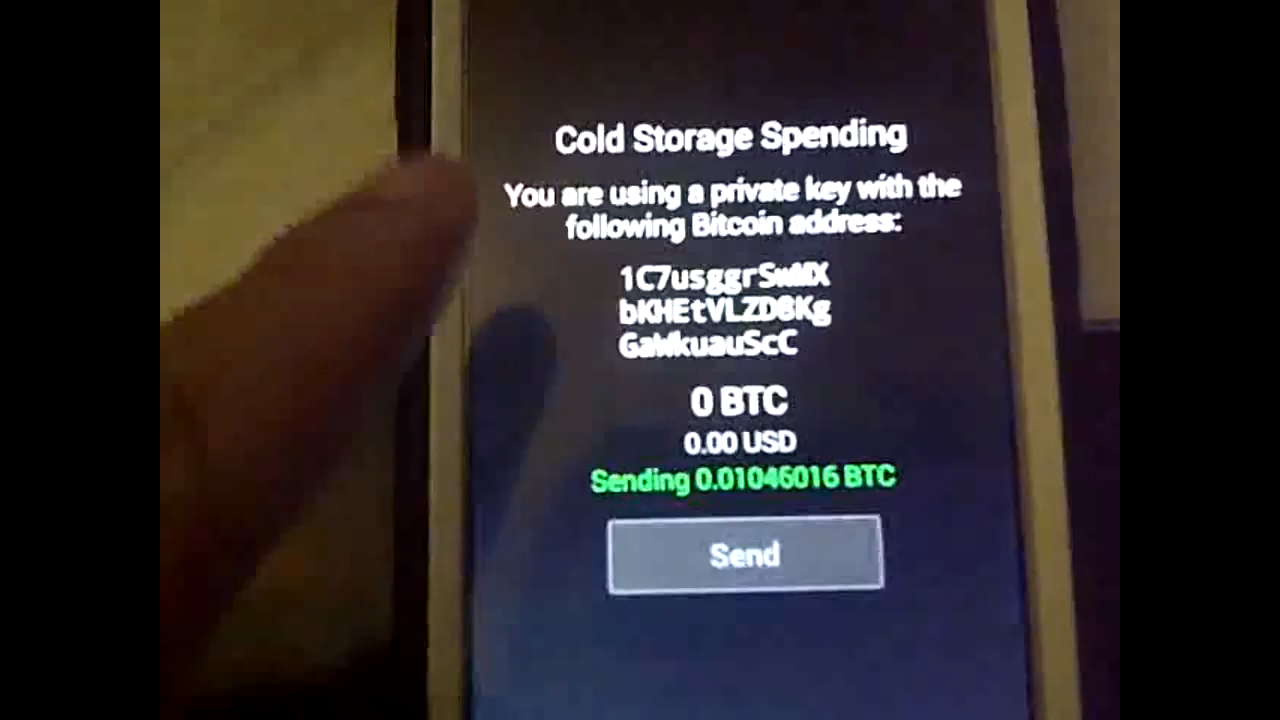 Cold Storage Spending
You are using a private key with the
following Bitcoin address:
1C7usggrSwMX
bKHEtVLZD8Kg
GaWkuauScC
0 BTC
0.00 USD
Sending 0.01046016 BTC
Send